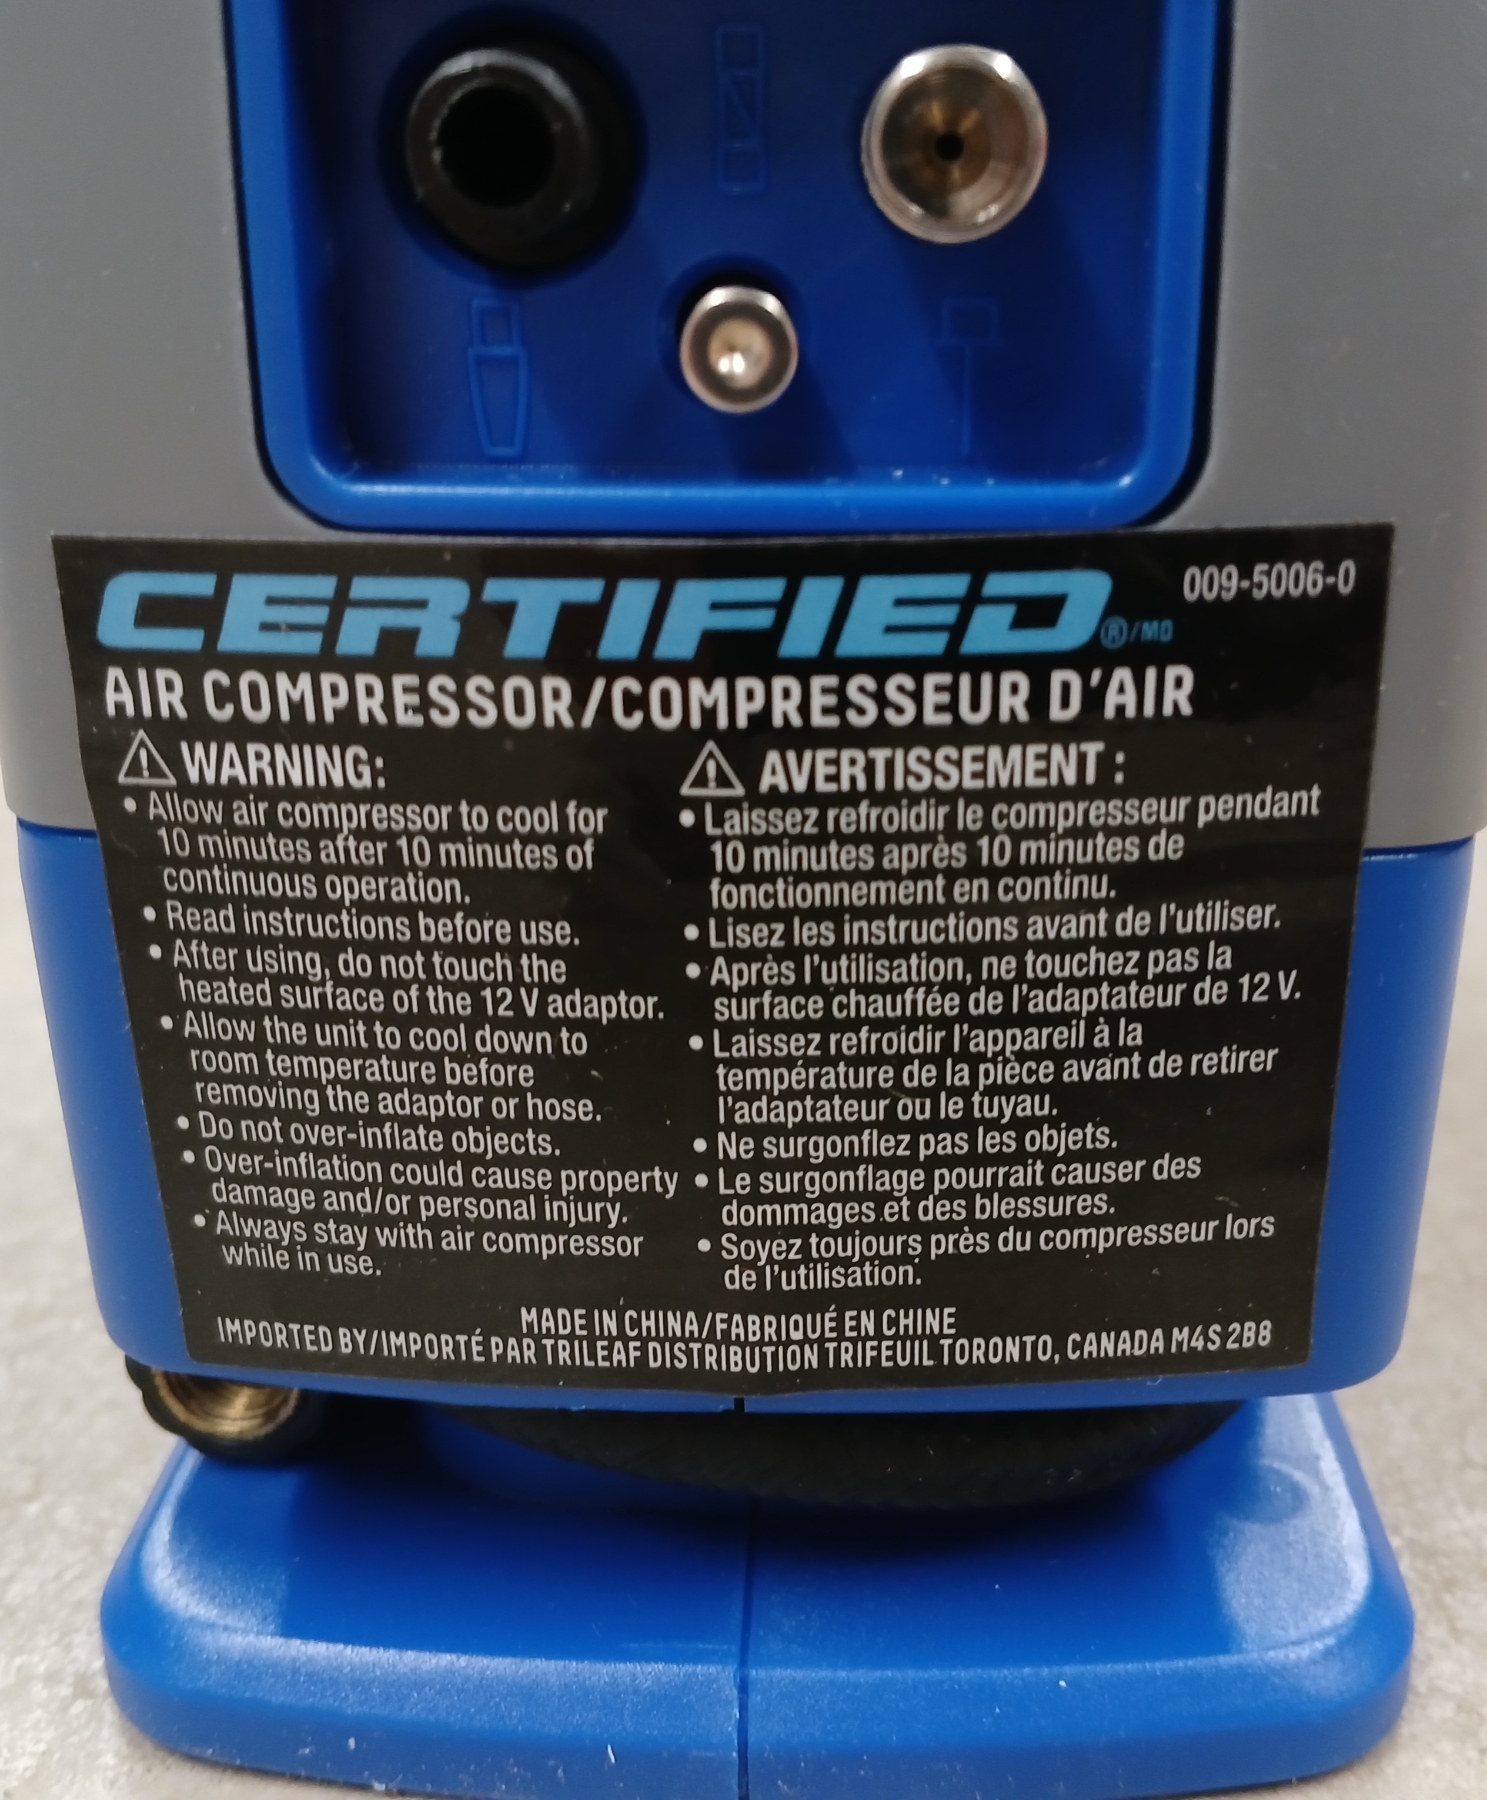 CERTIFIED®/MD
009-5006-0
AIR COMPRESSOR/COMPRESSEUR D'AIR
WARNING:
• Allow air compressor to cool for
10 minutes after 10 minutes of
continuous operation.
• Read instructions before use.
• After using, do not touch the
heated surface of the 12 V adaptor.
• Allow the unit to cool down to
room temperature before
removing the adaptor or hose.
• Do not over-inflate objects.
• Over-inflation could cause property
damage and/or personal injury.
• Always stay with air compressor
while in use.
AVERTISSEMENT :
• Laissez refroidir le compresseur pendant
10 minutes après 10 minutes de
fonctionnement en continu.
• Lisez les instructions avant de l'utiliser.
• Après l'utilisation, ne touchez pas la
surface chauffée de l'adaptateur de 12 V.
• Laissez refroidir l'appareil à la
température de la pièce avant de retirer
l'adaptateur ou le tuyau.
• Ne surgonflez pas les objets.
• Le surgonflage pourrait causer des
dommages et des blessures.
• Soyez toujours près du compresseur lors
de l'utilisation.
MADE IN CHINA/FABRIQUÉ EN CHINE
IMPORTED BY/IMPORTÉ PAR TRILEAF DISTRIBUTION TRIFEUIL TORONTO, CANADA M4S 2B8